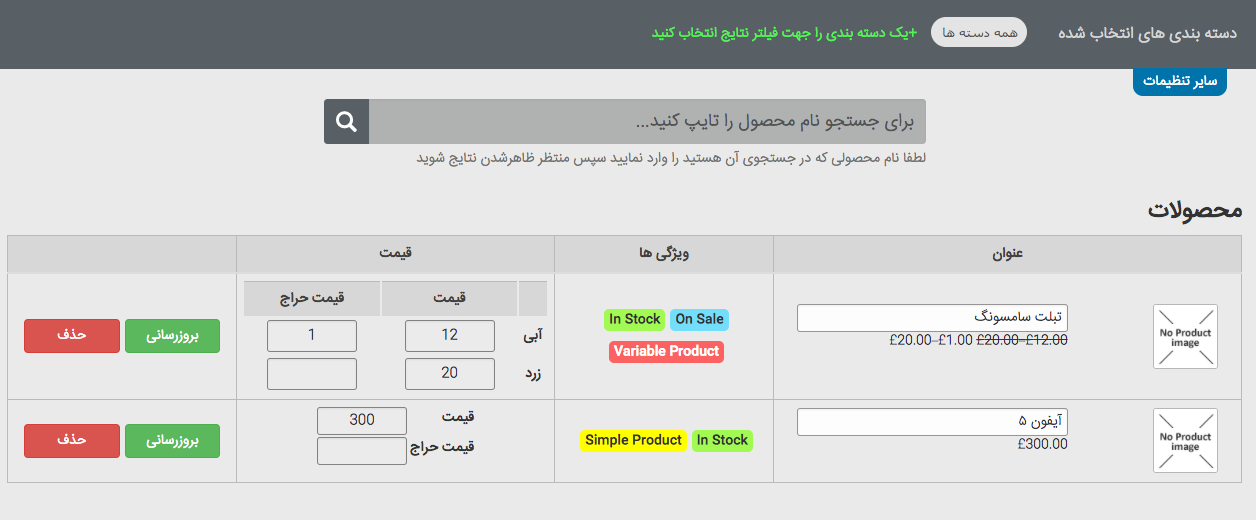 دسته بندی های انتخاب شده همه دسته ها +یک دسته بندی را جهت فیلتر نتایج انتخاب کنید
سایر تنظیمات
برای جستجو نام محصول را تایپ کنید...
لطفا نام محصولی که در جستجوی آن هستید را وارد نمایید سپس منتظر ظاهرشدن نتایج شوید
محصولات
عنوان ویژگی ها قیمت
No Product image
تبلت سامسونگ
£20.00–£1.00 £20.00–£12.00
In Stock On Sale
Variable Product
قیمت قیمت حراج
آبی 12 1
زرد 20
بروزرسانی حذف
No Product image
آیفون ۵
£300.00
Simple Product In Stock
قیمت 300
قیمت حراج
بروزرسانی حذف